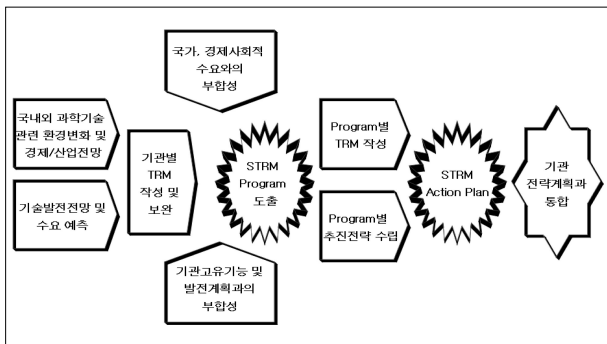 국가, 경제사회적
수요와의
부합성
국내외 과학기술
관련 환경변화 및
경제/산업전망
기술발전전망 및
수요 예측
기관별
TRM
작성 및
보완
STRM
Program
도출
기관고유기능 및
발전계획과의
부합성
Program별
TRM 작성
Program별
추진전략 수립
STRM
Action Plan
기관
전략계획과
통합